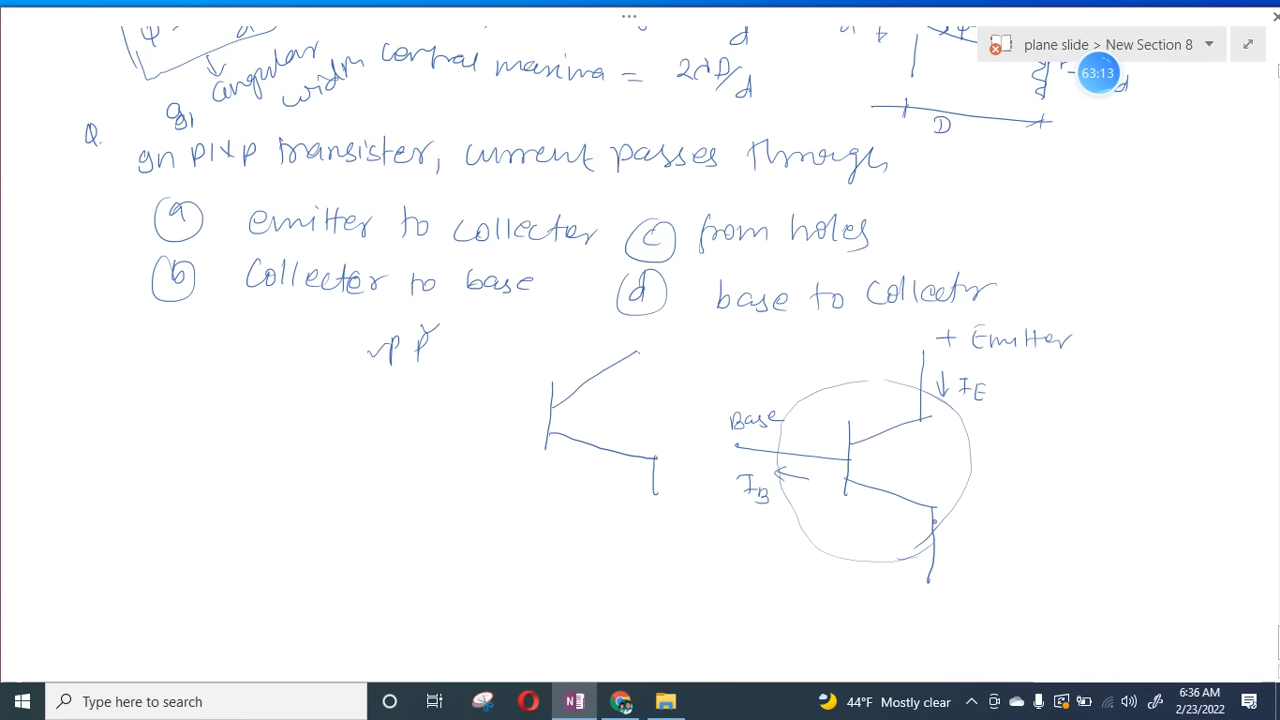 plane slide > New Section 8
63:13
angular width central maxima = 2λD/d
D
Q. In PNP transister, current passes through,
(a) emitter to collector (c) from holes
(b) Collecter to base (d) base to Collector
+ Emitter
I_E
Base
I_B
Type here to search
44°F Mostly clear
6:36 AM
2/23/2022